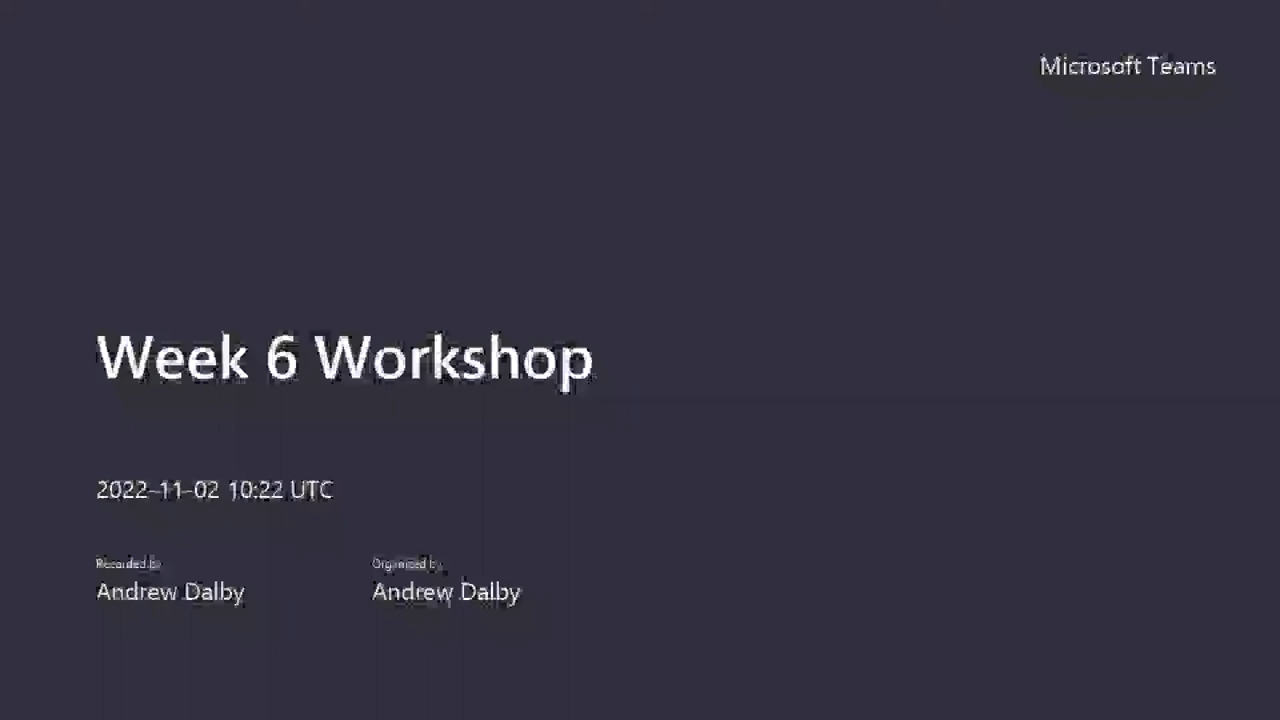 Microsoft Teams
Week 6 Workshop
2022-11-02 10:22 UTC
Recorded by
Organized by
Andrew Dalby
Andrew Dalby